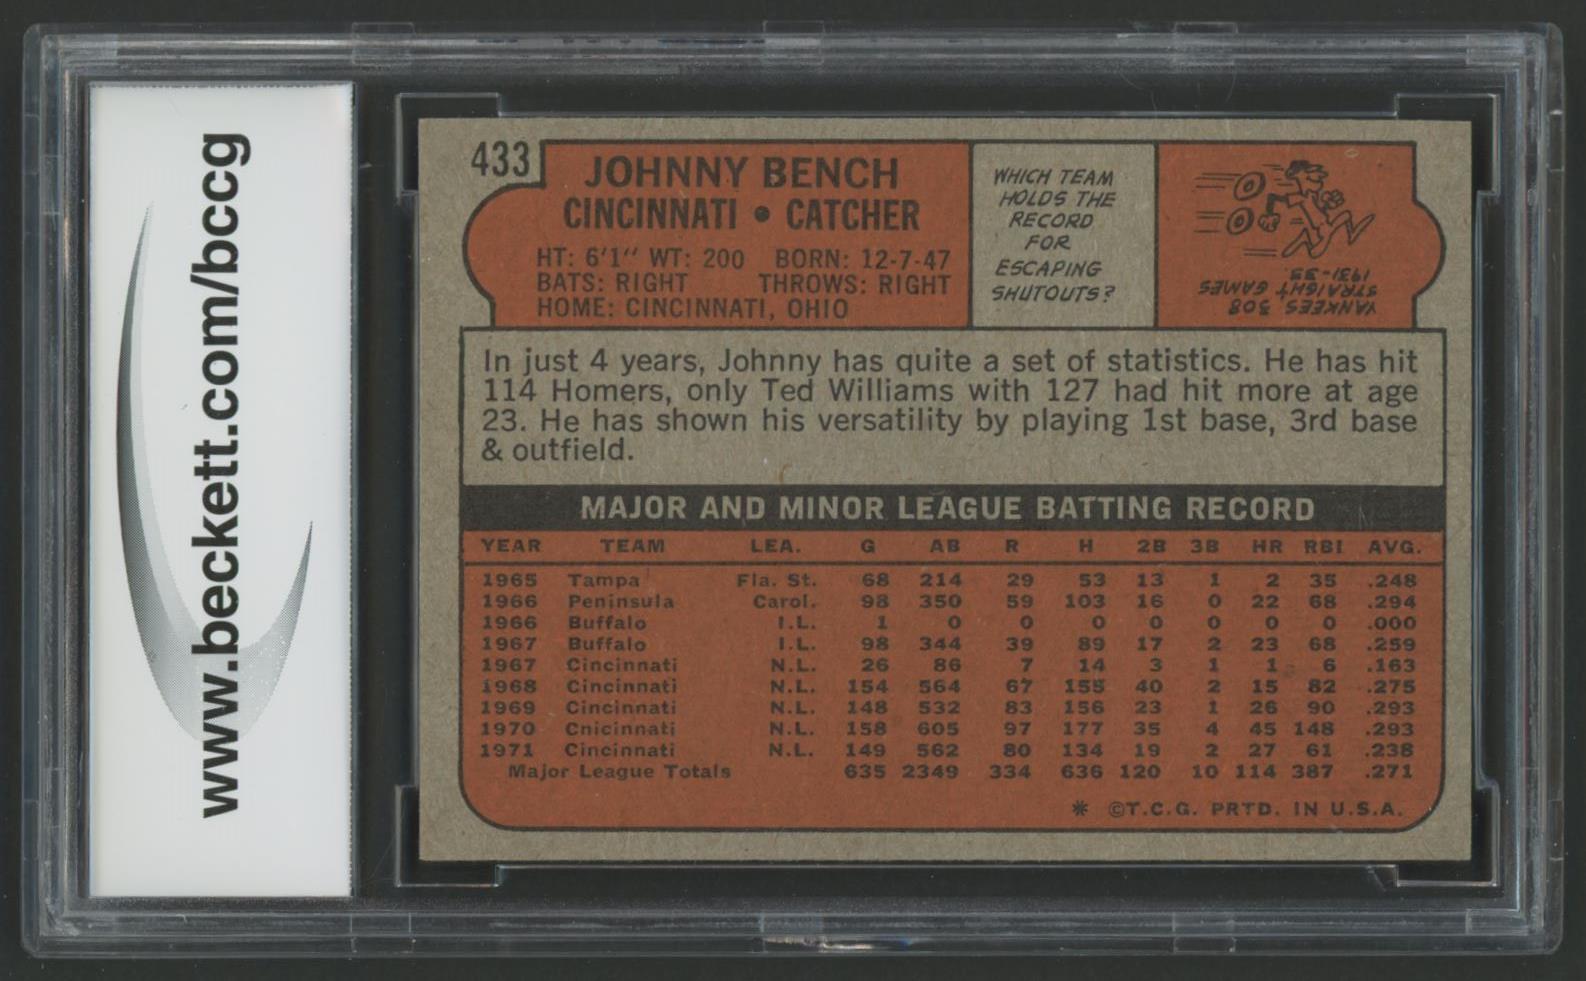 www.beckett.com/bccg
433
JOHNNY BENCH
CINCINNATI • CATCHER
HT: 6'1" WT: 200 BORN: 12-7-47
BATS: RIGHT THROWS: RIGHT
HOME: CINCINNATI, OHIO
WHICH TEAM
HOLDS THE
RECORD
FOR
ESCAPING
SHUTOUTS?
YANKEES 308
STRAIGHT GAMES
1931-33.
In just 4 years, Johnny has quite a set of statistics. He has hit
114 Homers, only Ted Williams with 127 had hit more at age
23. He has shown his versatility by playing 1st base, 3rd base
& outfield.
MAJOR AND MINOR LEAGUE BATTING RECORD
YEAR TEAM LEA. G AB R H 2B 3B HR RBI AVG.
1965 Tampa Fla. St. 68 214 29 53 13 1 2 35 .248
1966 Peninsula Carol. 98 350 59 103 16 0 22 68 .294
1966 Buffalo I.L. 1 0 0 0 0 0 0 0 .000
1967 Buffalo I.L. 98 344 39 89 17 2 23 68 .259
1967 Cincinnati N.L. 26 86 7 14 3 1 1 6 .163
1968 Cincinnati N.L. 154 564 67 155 40 2 15 82 .275
1969 Cincinnati N.L. 148 532 83 156 23 1 26 90 .293
1970 Cnicinnati N.L. 158 605 97 177 35 4 45 148 .293
1971 Cincinnati N.L. 149 562 80 134 19 2 27 61 .238
Major League Totals 635 2349 334 636 120 10 114 387 .271
* ©T.C.G. PRTD. IN U.S.A.